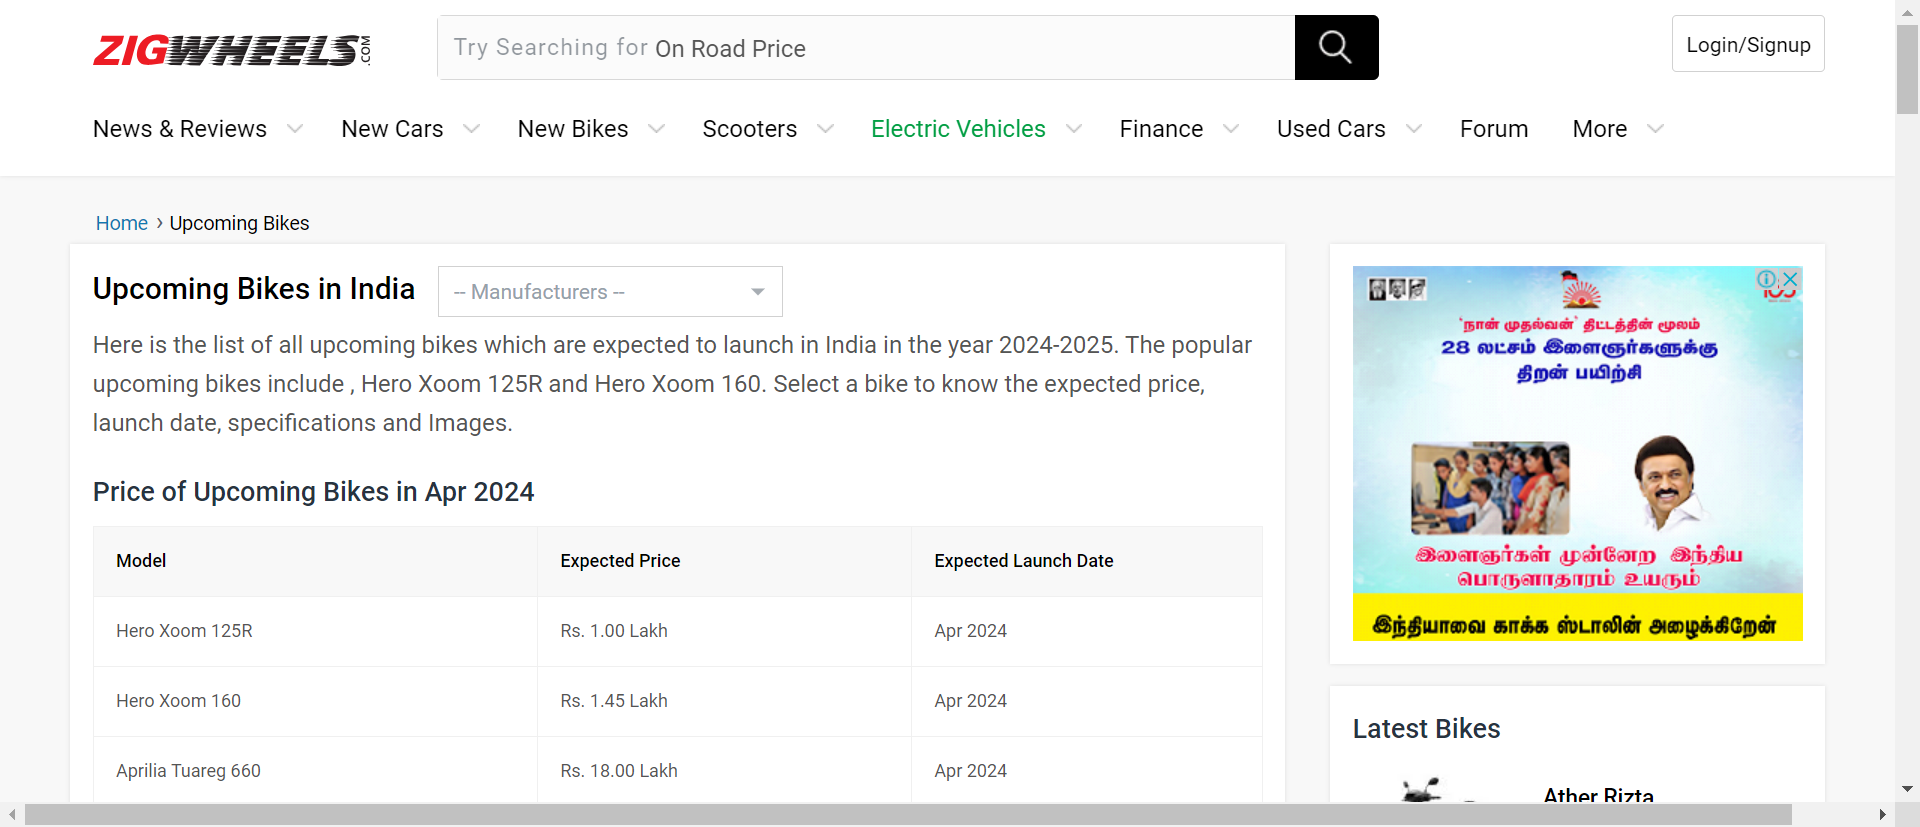 ZIGWHEELS.COM
Try Searching for On Road Price
Login/Signup
News & Reviews New Cars New Bikes Scooters Electric Vehicles Finance Used Cars Forum More
Home › Upcoming Bikes
Upcoming Bikes in India
-- Manufacturers --
Here is the list of all upcoming bikes which are expected to launch in India in the year 2024-2025. The popular
upcoming bikes include , Hero Xoom 125R and Hero Xoom 160. Select a bike to know the expected price,
launch date, specifications and Images.
Price of Upcoming Bikes in Apr 2024
Model Expected Price Expected Launch Date
Hero Xoom 125R Rs. 1.00 Lakh Apr 2024
Hero Xoom 160 Rs. 1.45 Lakh Apr 2024
Aprilia Tuareg 660 Rs. 18.00 Lakh Apr 2024
'நான் முதல்வன்' திட்டத்தின் மூலம்
28 லட்சம் இளைஞர்களுக்கு
திறன் பயிற்சி
இளைஞர்கள் முன்னேற இந்திய
பொருளாதாரம் உயரும்
இந்தியாவை காக்க ஸ்டாலின் அழைக்கிறேன்
Latest Bikes
Ather Rizta